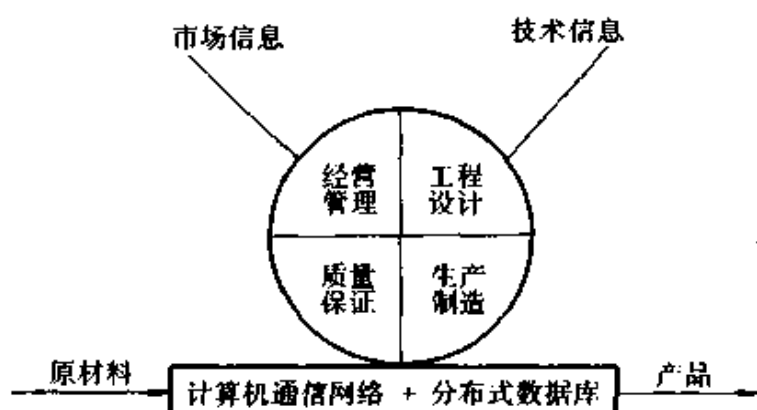 市场信息
技术信息
经营
管理
工程
设计
质量
保证
生产
制造
原材料
计算机通信网络 + 分布式数据库
产品